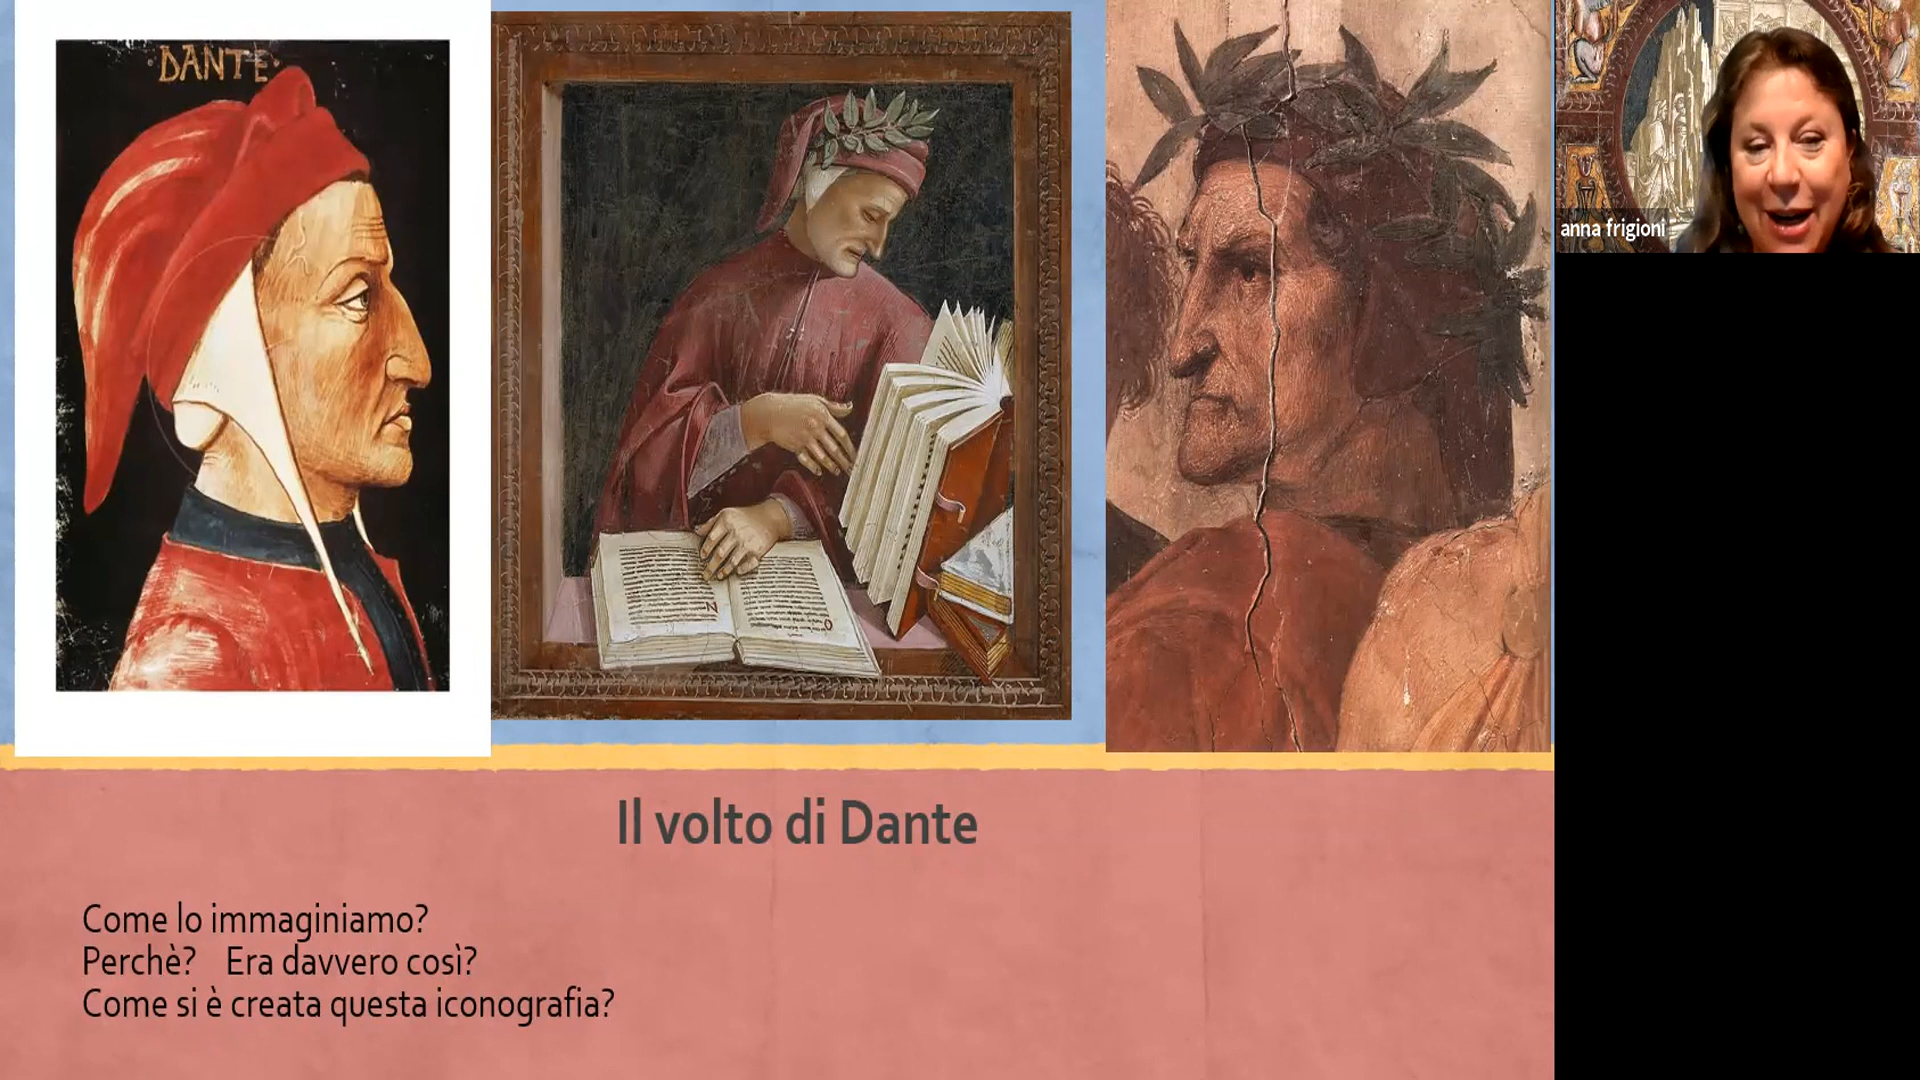 ·DANTE·
anna frigioni
Il volto di Dante
Come lo immaginiamo?
Perchè? Era davvero così?
Come si è creata questa iconografia?